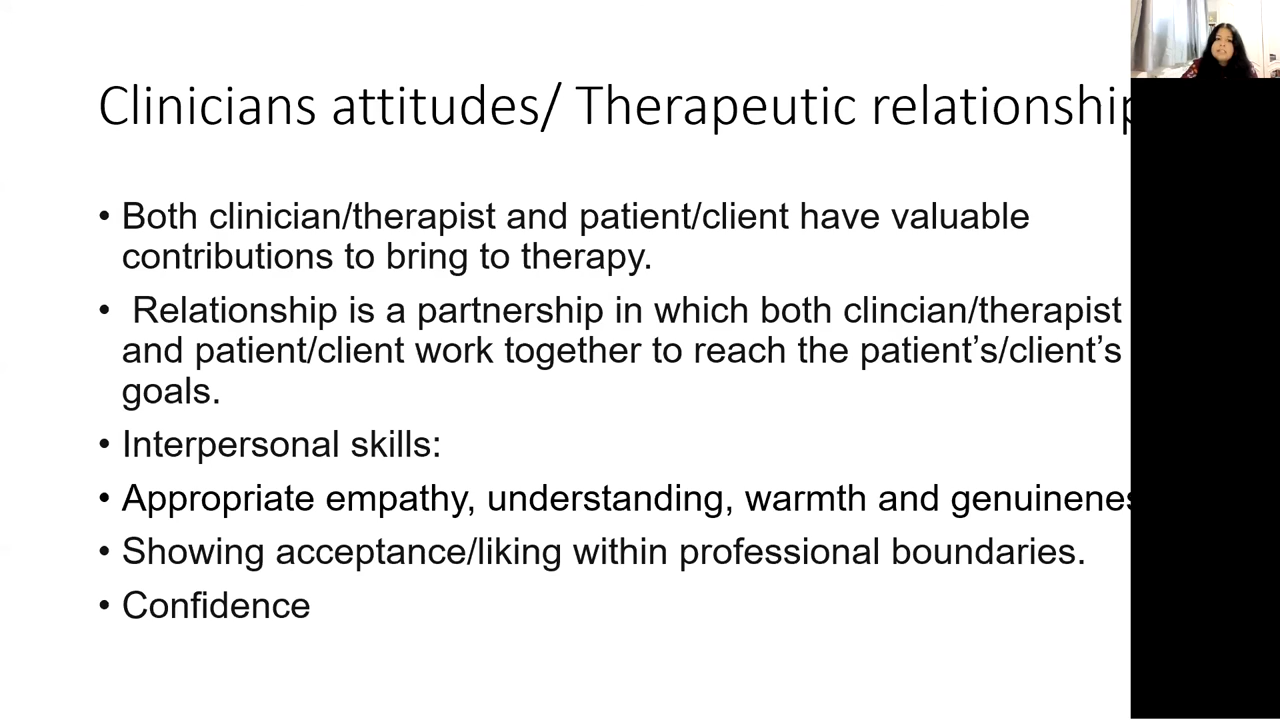 Clinicians attitudes/ Therapeutic relationship
• Both clinician/therapist and patient/client have valuable
contributions to bring to therapy.
• Relationship is a partnership in which both clincian/therapist
and patient/client work together to reach the patient’s/client’s
goals.
• Interpersonal skills:
• Appropriate empathy, understanding, warmth and genuines
• Showing acceptance/liking within professional boundaries.
• Confidence